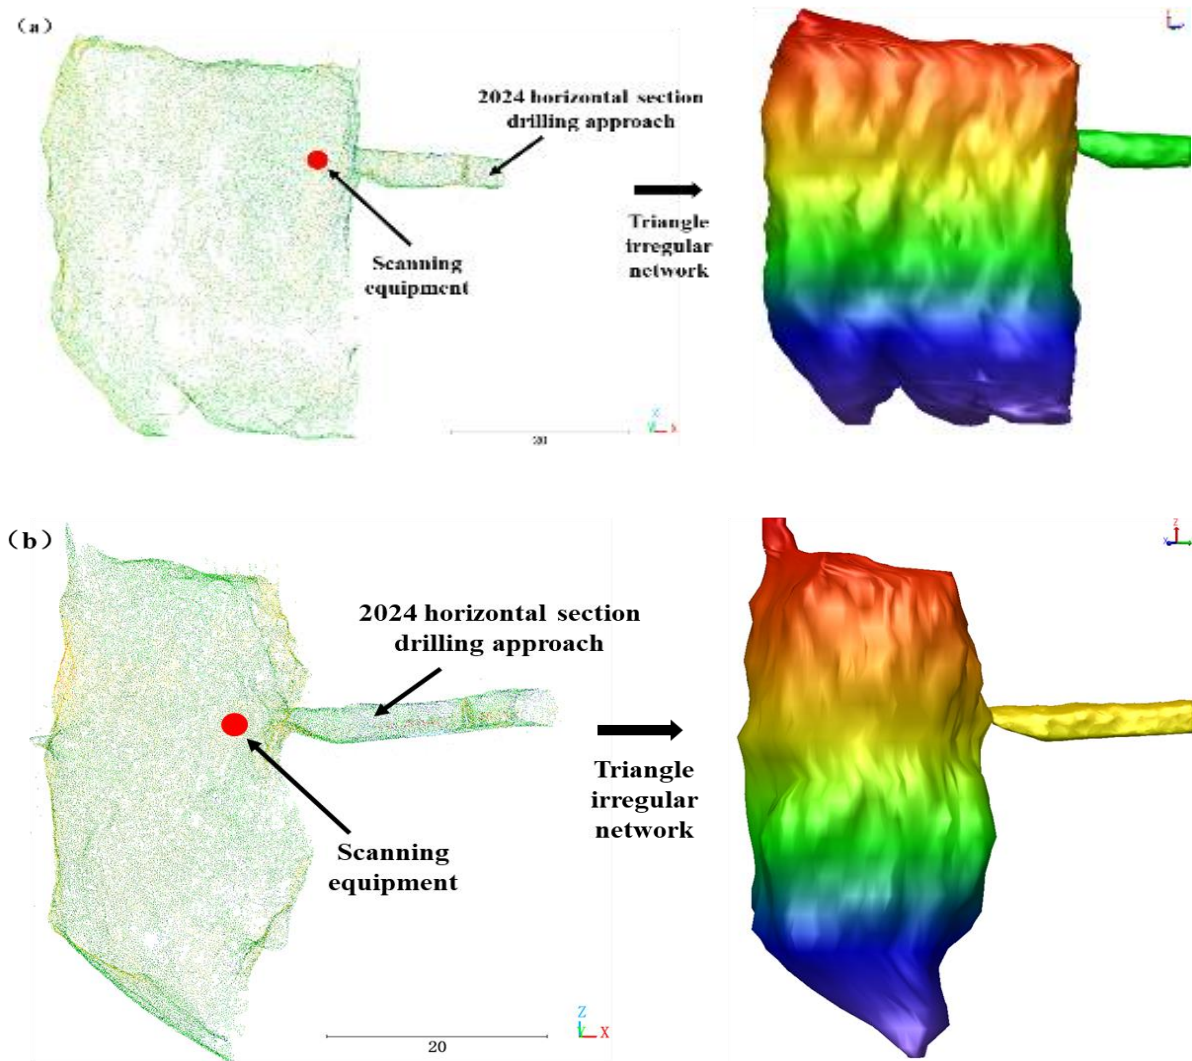 (a)
2024 horizontal section
drilling approach
Scanning
equipment
Triangle
irregular
network
20
Z
X
(b)
2024 horizontal section
drilling approach
Scanning
equipment
Triangle
irregular
network
20
Z
Y X
Z
X